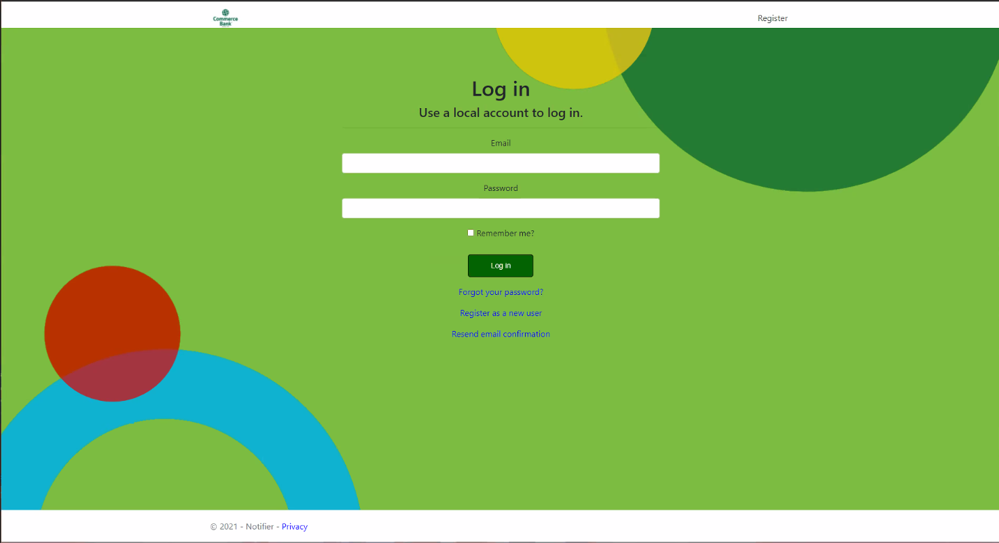 Commerce
Bank
Register
Log in
Use a local account to log in.
Email
Password
Remember me?
Log in
Forgot your password?
Register as a new user
Resend email confirmation
© 2021 - Notifier - Privacy